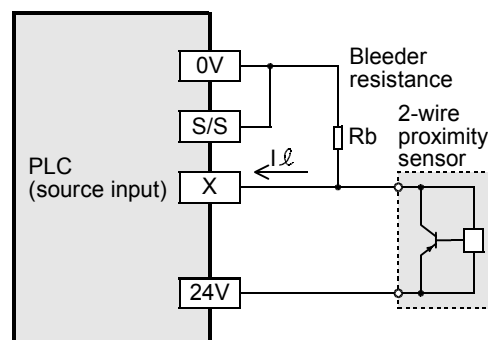 0V
S/S
PLC
(source input)
X
24V
Iℓ
Rb
Bleeder
resistance
2-wire
proximity
sensor